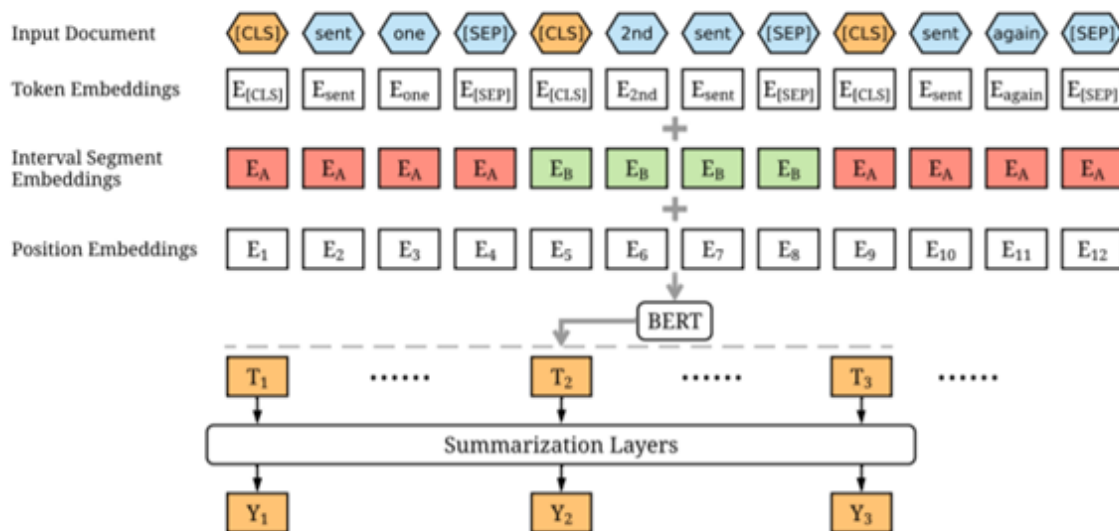 Input Document [CLS] sent one [SEP] [CLS] 2nd sent [SEP] [CLS] sent again [SEP]
Token Embeddings E[CLS] Esent Eone E[SEP] E[CLS] E2nd Esent E[SEP] E[CLS] Esent Eagain E[SEP]
+
Interval Segment
Embeddings EA EA EA EA EB EB EB EB EA EA EA EA
+
Position Embeddings E1 E2 E3 E4 E5 E6 E7 E8 E9 E10 E11 E12
BERT
T1 ...... T2 ...... T3 ......
Summarization Layers
Y1 Y2 Y3